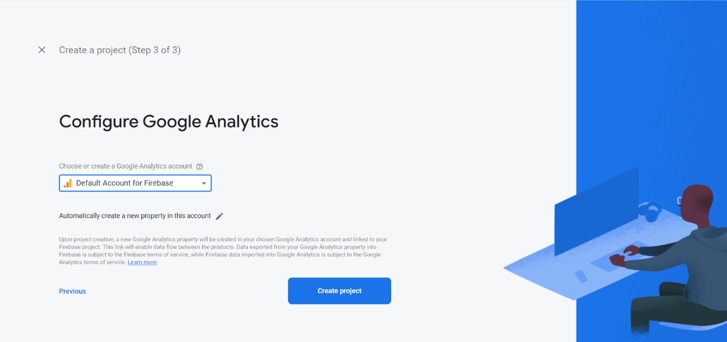 Create a project (Step 3 of 3)
Configure Google Analytics
Choose or create a Google Analytics account
Default Account for Firebase
Automatically create a new property in this account
Upon project creation, a new Google Analytics property will be created in your chosen Google Analytics account and linked to your
Firebase project. This link will enable data flow between the products. Data exported from your Google Analytics property into
Firebase is subject to the Firebase terms of service, while Firebase data imported into Google Analytics is subject to the Google
Analytics terms of service. Learn more.
Previous
Create project